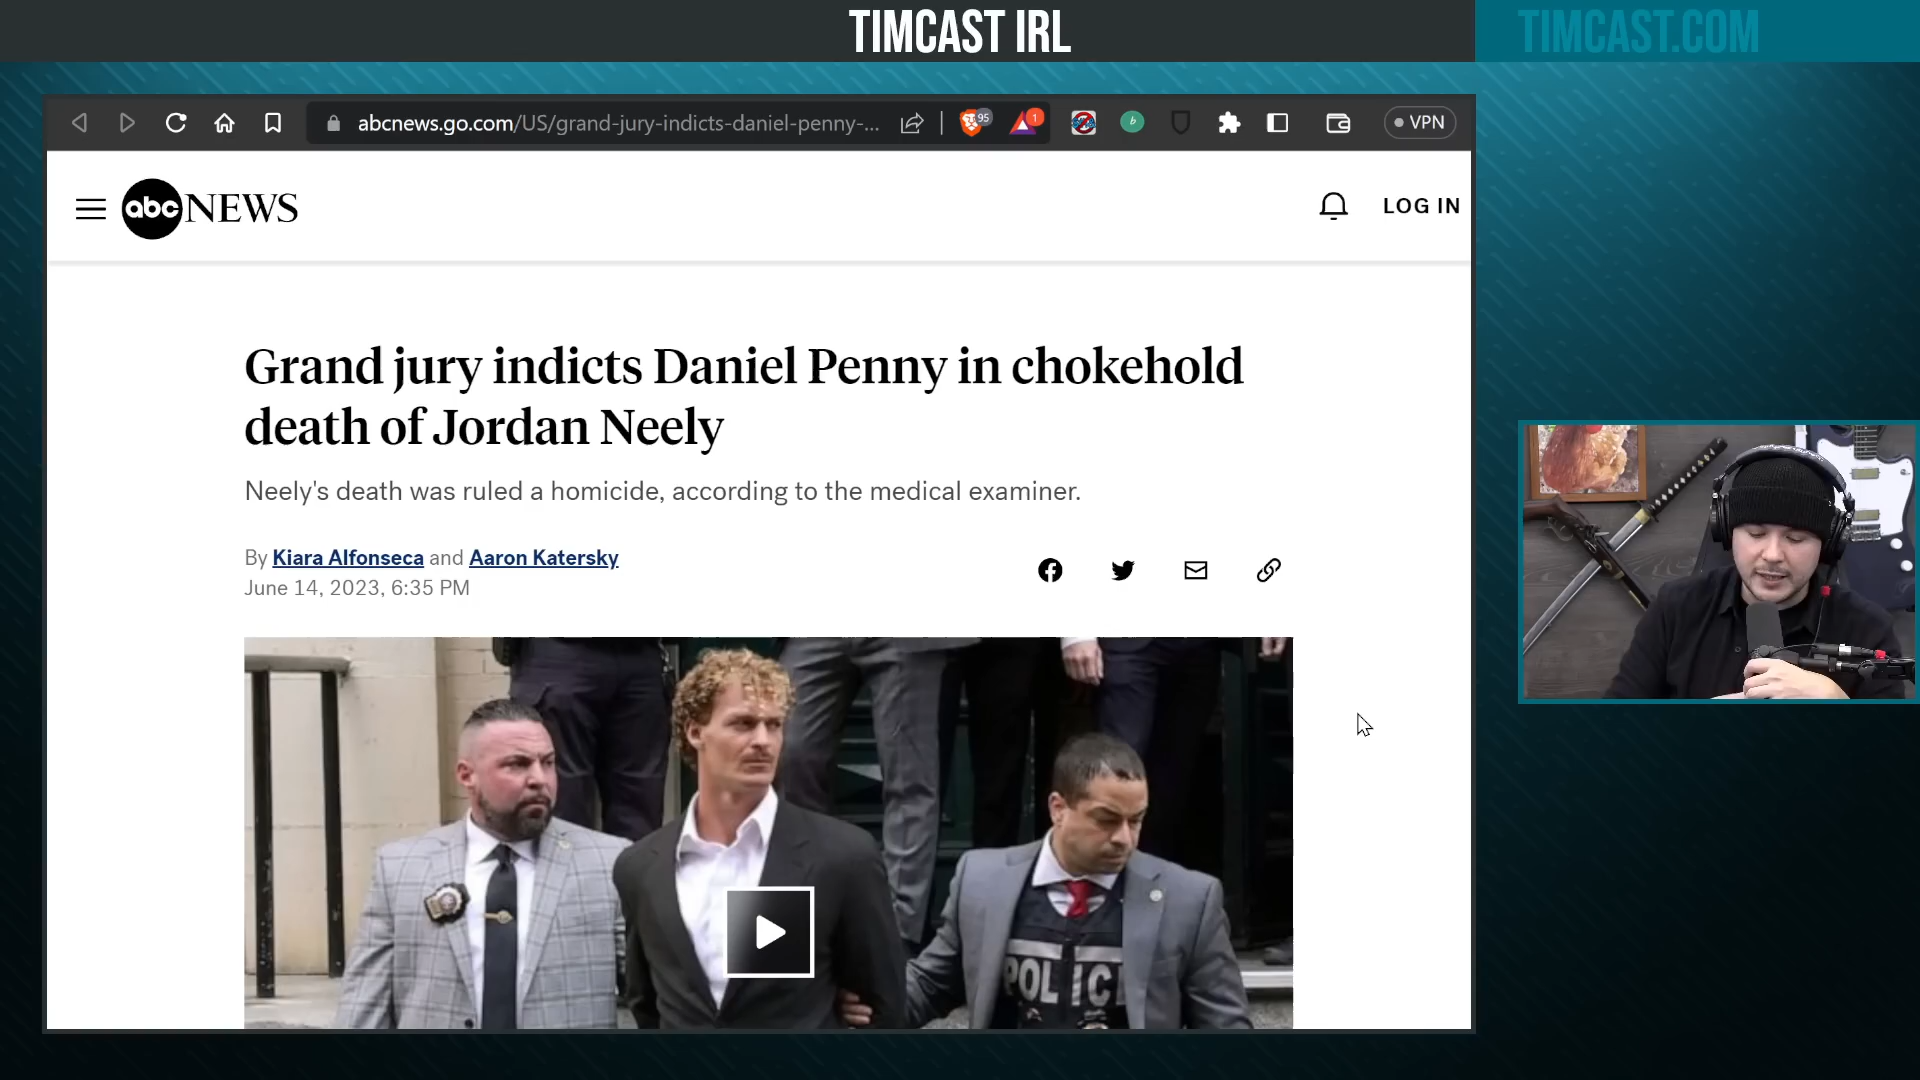 TIMCAST IRL
TIMCAST.COM
abcnews.go.com/US/grand-jury-indicts-daniel-penny-...
95
1
b
VPN
abc NEWS
LOG IN
Grand jury indicts Daniel Penny in chokehold
death of Jordan Neely
Neely's death was ruled a homicide, according to the medical examiner.
By Kiara Alfonseca and Aaron Katersky
June 14, 2023, 6:35 PM
POLICE